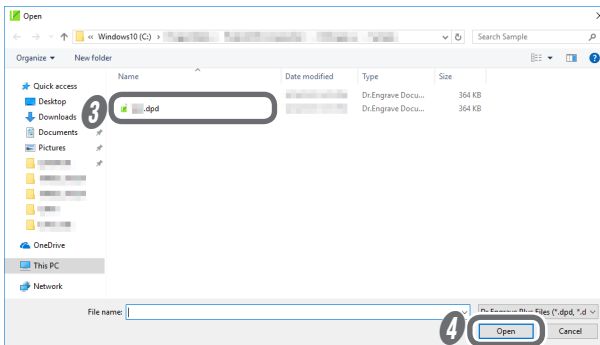 Open
« Windows10 (C:) >
Search Sample
Organize
New folder
Name
Date modified
Type
Size
Quick access
Desktop
Downloads
Documents
Pictures
OneDrive
This PC
Network
Dr.Engrave Docu...
364 KB
3
.dpd
Dr.Engrave Docu...
364 KB
File name:
Dr.Engrave Plus Files (*.dpd, *.d
4
Open
Cancel